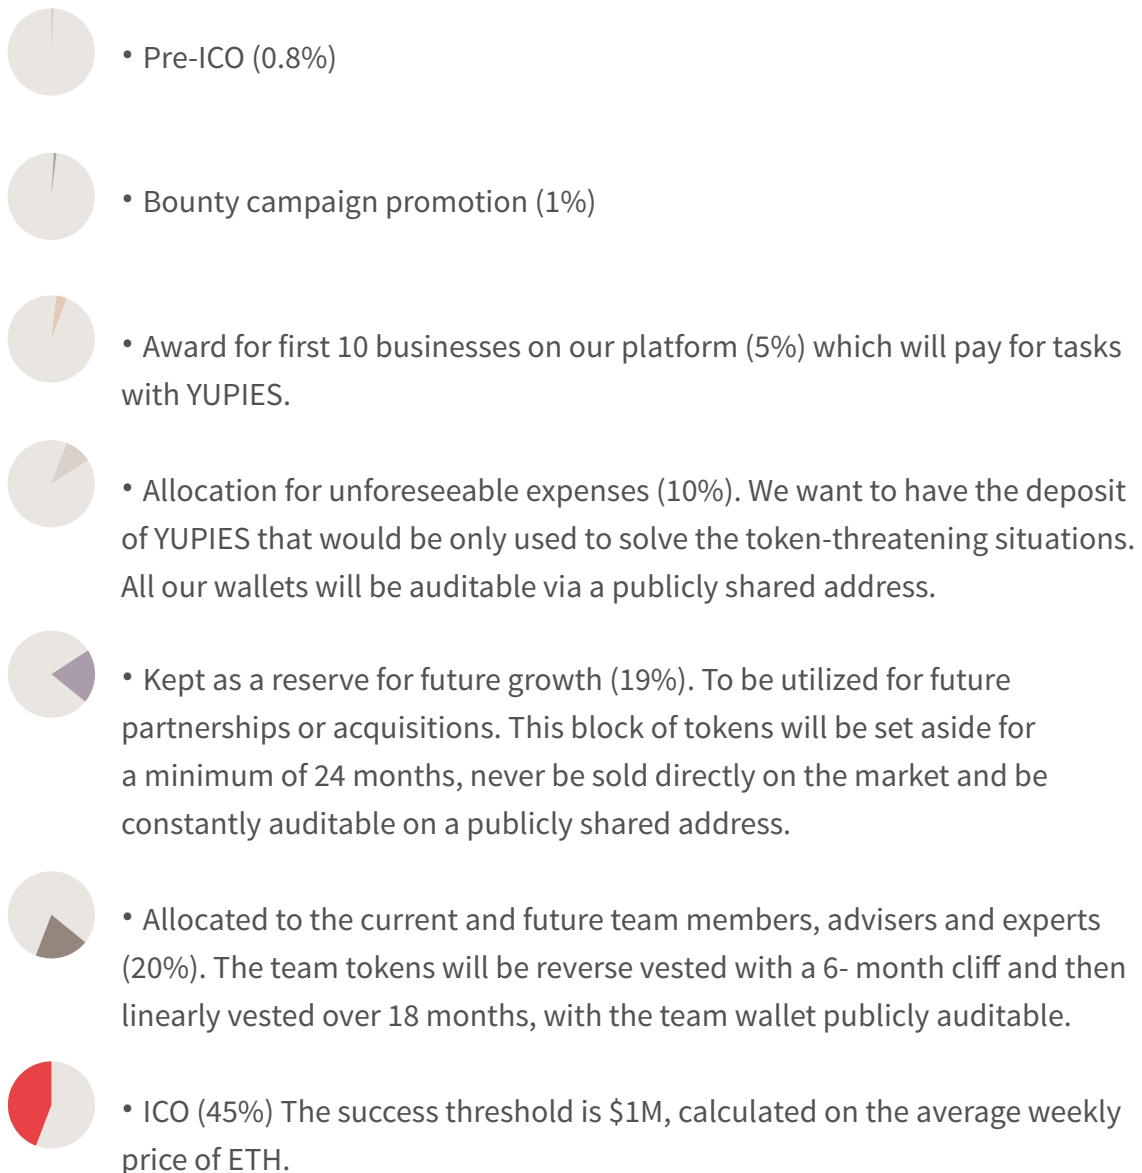 • Pre-ICO (0.8%)
• Bounty campaign promotion (1%)
• Award for first 10 businesses on our platform (5%) which will pay for tasks
with YUPIES.
• Allocation for unforeseeable expenses (10%). We want to have the deposit
of YUPIES that would be only used to solve the token-threatening situations.
All our wallets will be auditable via a publicly shared address.
• Kept as a reserve for future growth (19%). To be utilized for future
partnerships or acquisitions. This block of tokens will be set aside for
a minimum of 24 months, never be sold directly on the market and be
constantly auditable on a publicly shared address.
• Allocated to the current and future team members, advisers and experts
(20%). The team tokens will be reverse vested with a 6- month cliff and then
linearly vested over 18 months, with the team wallet publicly auditable.
• ICO (45%) The success threshold is $1M, calculated on the average weekly
price of ETH.